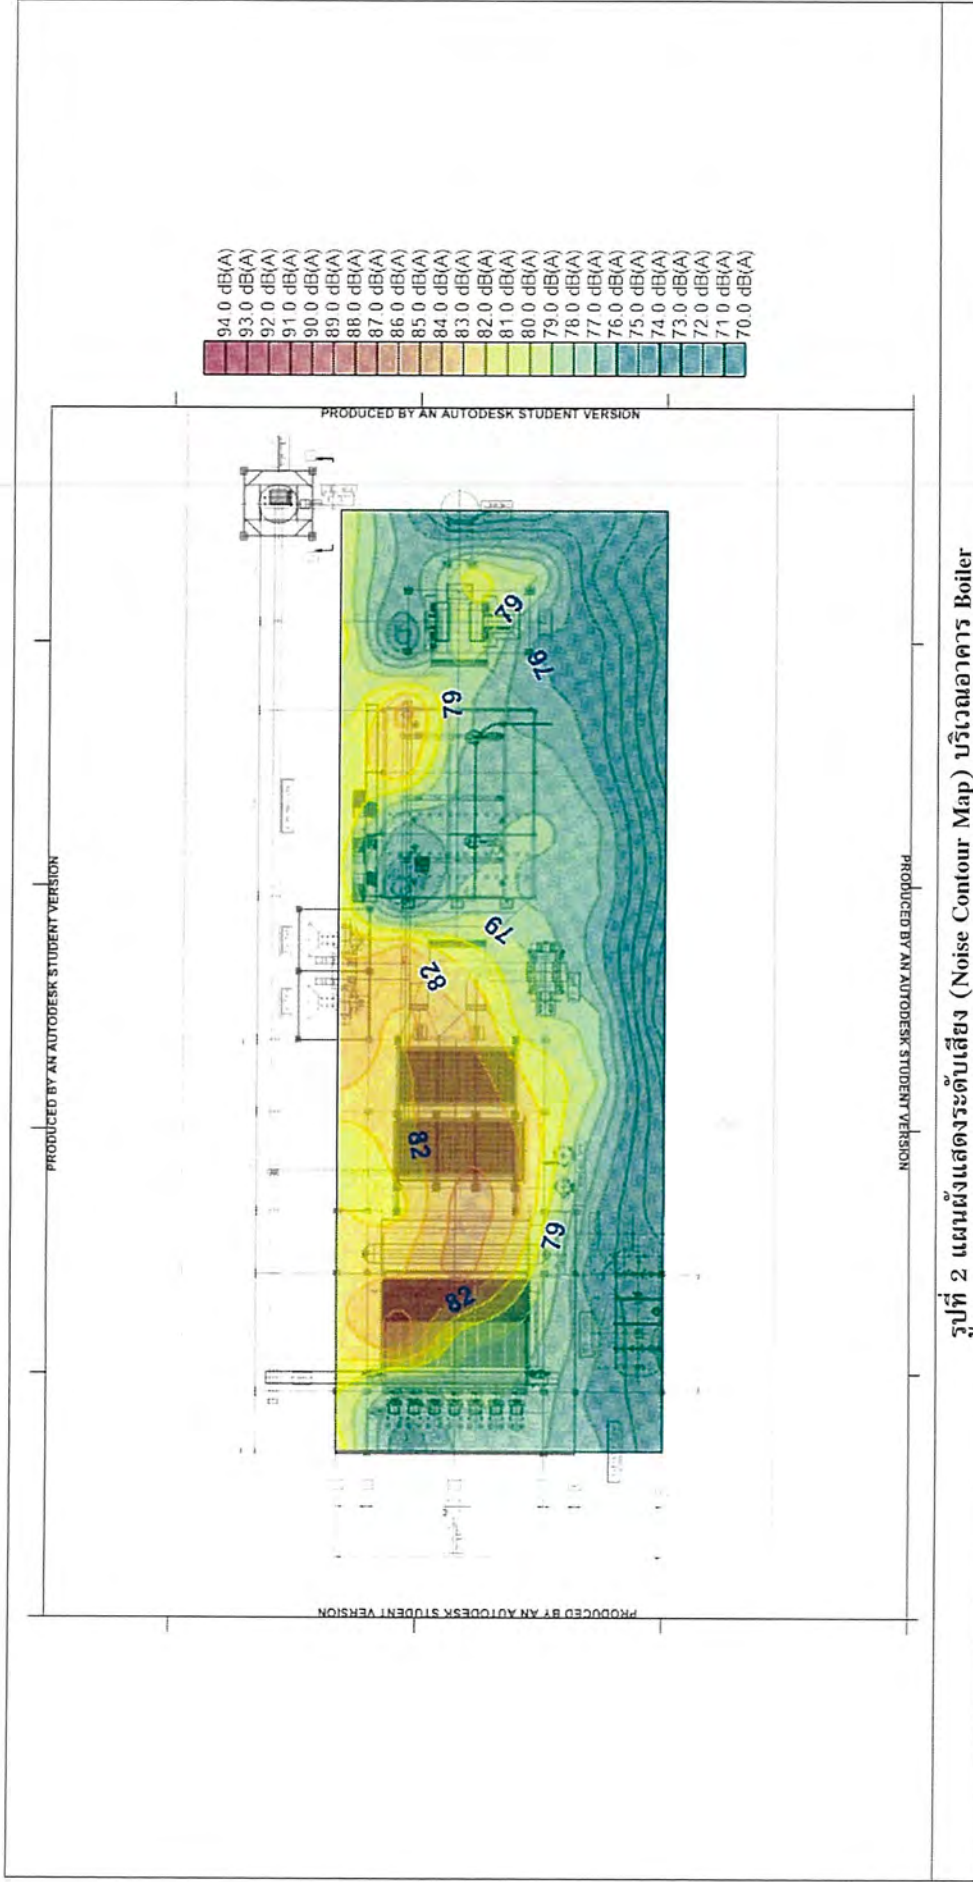 94.0 dB(A)
93.0 dB(A)
92.0 dB(A)
91.0 dB(A)
90.0 dB(A)
89.0 dB(A)
88.0 dB(A)
87.0 dB(A)
86.0 dB(A)
85.0 dB(A)
84.0 dB(A)
83.0 dB(A)
82.0 dB(A)
81.0 dB(A)
80.0 dB(A)
79.0 dB(A)
78.0 dB(A)
77.0 dB(A)
76.0 dB(A)
75.0 dB(A)
74.0 dB(A)
73.0 dB(A)
72.0 dB(A)
71.0 dB(A)
70.0 dB(A)
PRODUCED BY AN AUTODESK STUDENT VERSION
79
76
79
79
82
82
79
82
PRODUCED BY AN AUTODESK STUDENT VERSION
PRODUCED BY AN AUTODESK STUDENT VERSION
PRODUCED BY AN AUTODESK STUDENT VERSION
รูปที่ 2 แผนผังแสดงระดับเสียง (Noise Contour Map) บริเวณอาคาร Boiler